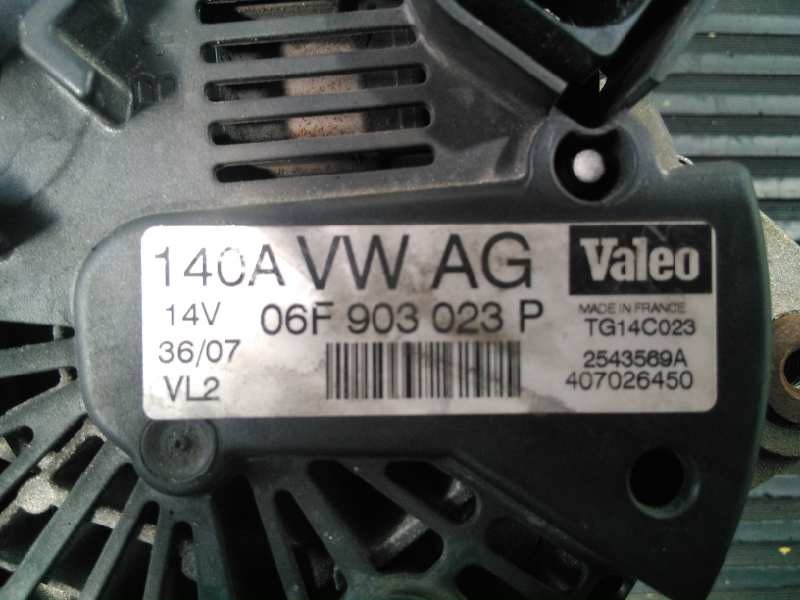 140A VW AG
Valeo
14V 06F 903 023 P
MADE IN FRANCE
TG14C023
36/07
2543569A
VL2
407026450